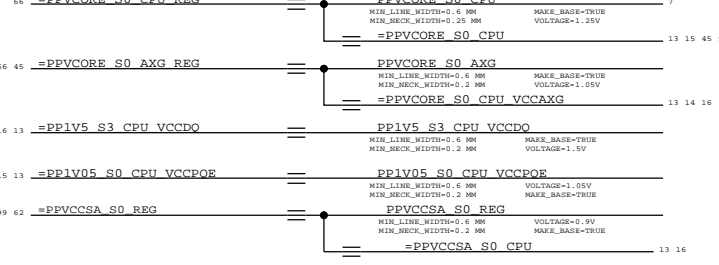 66 =PPVCORE_S0_CPU_REG PPVCORE_S0_CPU 7
MIN_LINE_WIDTH=0.6 MM MAKE_BASE=TRUE
MIN_NECK_WIDTH=0.25 MM VOLTAGE=1.25V
=PPVCORE_S0_CPU 13 15 45
45 =PPVCORE_S0_AXG_REG PPVCORE_S0_AXG
MIN_LINE_WIDTH=0.6 MM MAKE_BASE=TRUE
MIN_NECK_WIDTH=0.2 MM VOLTAGE=1.05V
=PPVCORE_S0_CPU_VCCAXG 13 14 16
13 =PP1V5_S3_CPU_VCCDQ PP1V5_S3_CPU_VCCDQ
MIN_LINE_WIDTH=0.6 MM MAKE_BASE=TRUE
MIN_NECK_WIDTH=0.2 MM VOLTAGE=1.5V
13 =PP1V05_S0_CPU_VCCPQE PP1V05_S0_CPU_VCCPQE
MIN_LINE_WIDTH=0.6 MM VOLTAGE=1.05V
MIN_NECK_WIDTH=0.2 MM MAKE_BASE=TRUE
62 =PPVCCSA_S0_REG PPVCCSA_S0_REG
MIN_LINE_WIDTH=0.6 MM VOLTAGE=0.9V
MIN_NECK_WIDTH=0.2 MM MAKE_BASE=TRUE
=PPVCCSA_S0_CPU 13 16